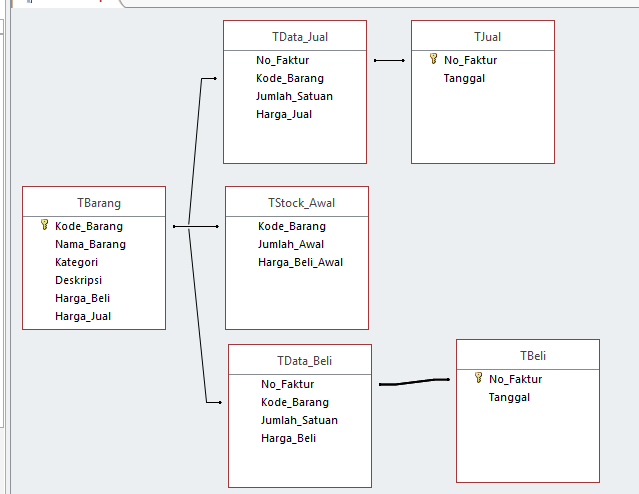 TData_Jual
No_Faktur
Kode_Barang
Jumlah_Satuan
Harga_Jual
TJual
No_Faktur
Tanggal
TBarang
Kode_Barang
Nama_Barang
Kategori
Deskripsi
Harga_Beli
Harga_Jual
TStock_Awal
Kode_Barang
Jumlah_Awal
Harga_Beli_Awal
TData_Beli
No_Faktur
Kode_Barang
Jumlah_Satuan
Harga_Beli
TBeli
No_Faktur
Tanggal